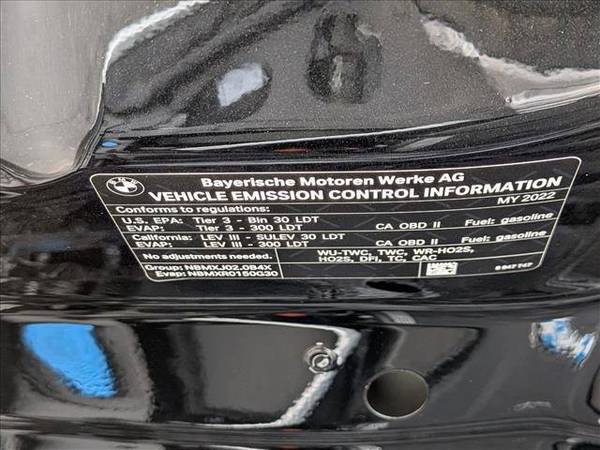 BMW
Bayerische Motoren Werke AG
VEHICLE EMISSION CONTROL INFORMATION
Conforms to regulations: MY 2022
U.S. EPA: Tier 3 - Bin 30 LDT Fuel: gasoline
EVAP: Tier 3 - 300 LDT CA OBD II
California: LEV III - SULEV 30 LDT Fuel: gasoline
EVAP: LEV III - 300 LDT CA OBD II
No adjustments needed. WU-TWC, TWC, WR-HO2S,
HO2S, DFI, TC, CAC
Group: NBMXJ02.0B4X
Evap: NBMXR0150G30